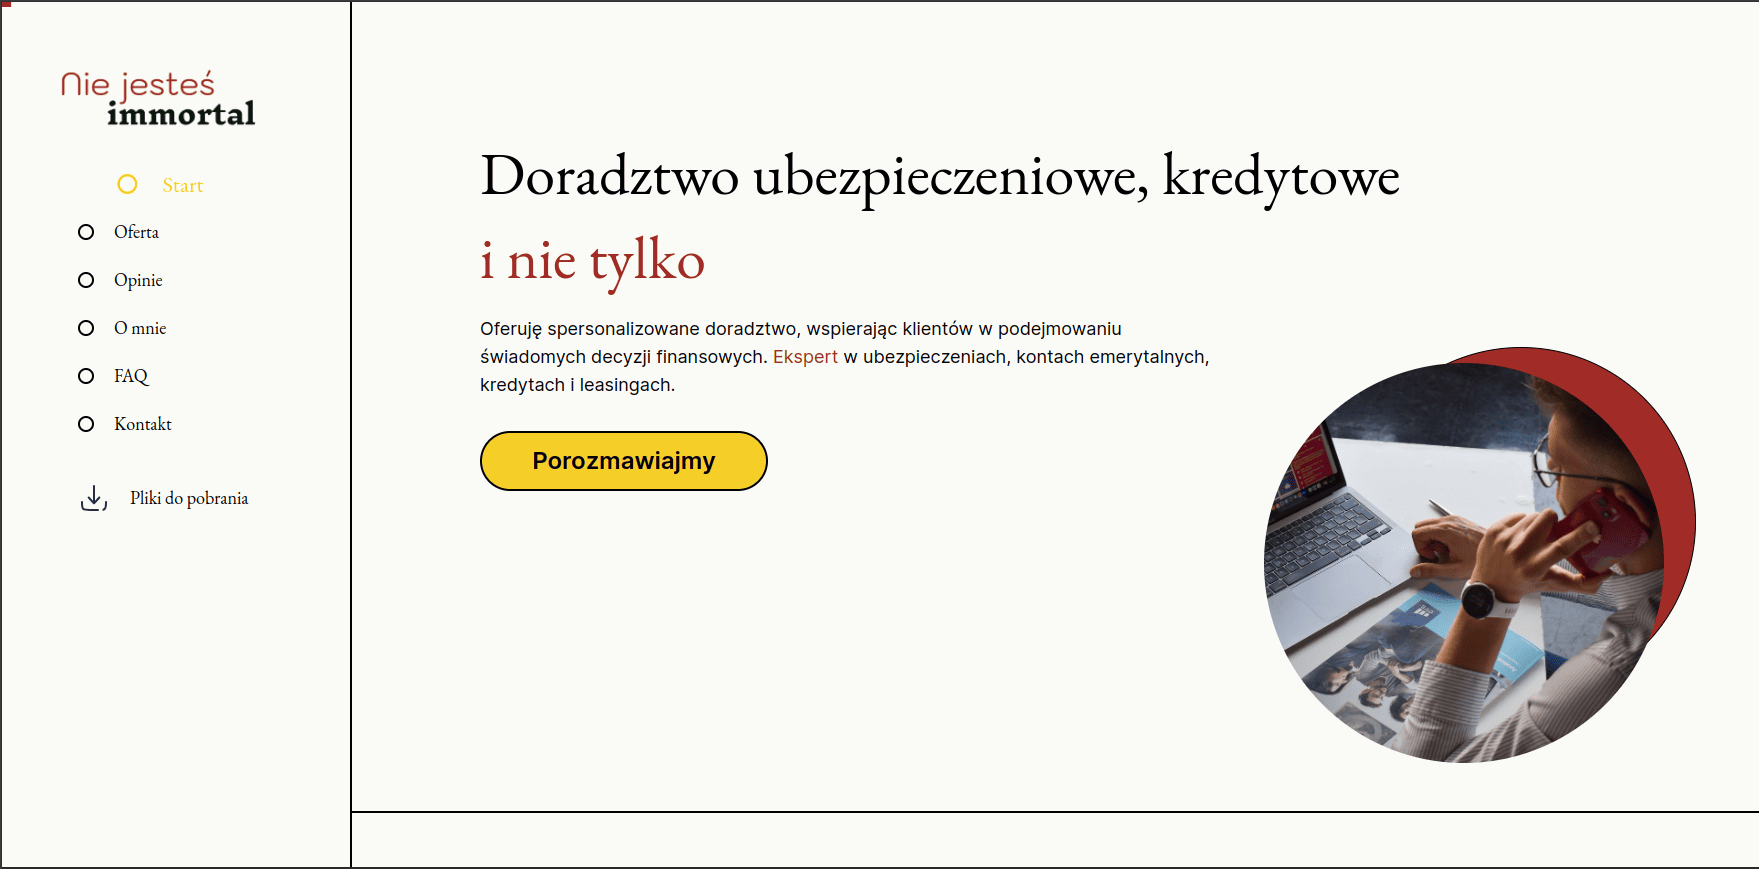 Nie jesteś
immortal
Start
Oferta
Opinie
O mnie
FAQ
Kontakt
Pliki do pobrania
Doradztwo ubezpieczeniowe, kredytowe
i nie tylko
Oferuję spersonalizowane doradztwo, wspierając klientów w podejmowaniu
świadomych decyzji finansowych. Ekspert w ubezpieczeniach, kontach emerytalnych,
kredytach i leasingach.
Porozmawiajmy